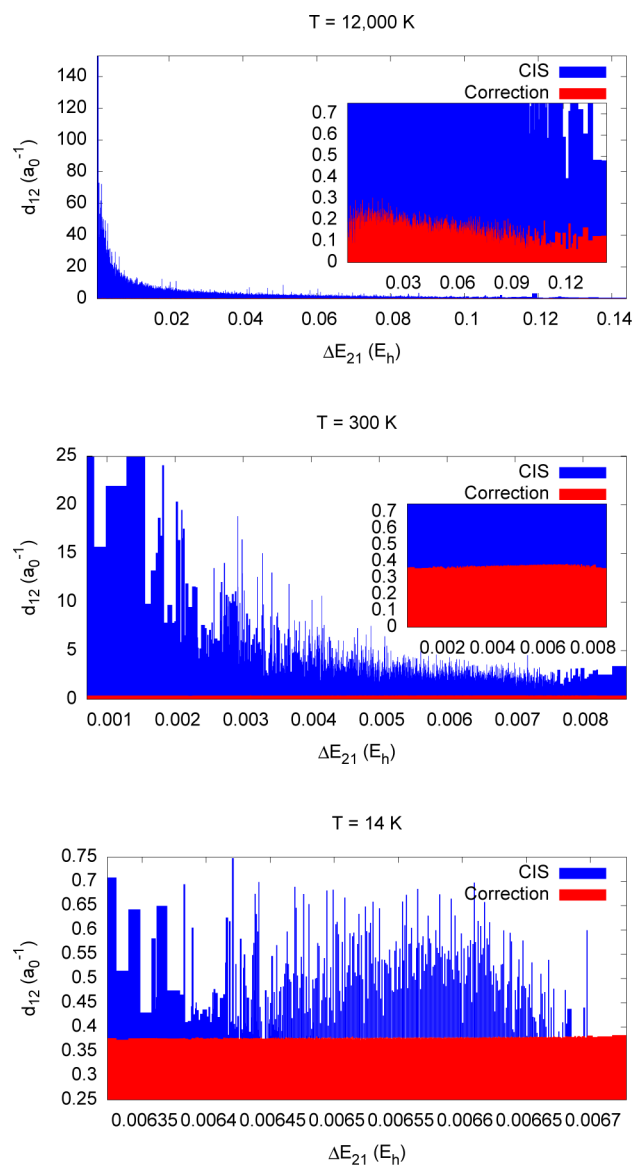 T = 12,000 K
d12 (a0-1)
140
120
100
80
60
40
20
0
CIS
Correction
0.7
0.6
0.5
0.4
0.3
0.2
0.1
0
0.03 0.06 0.09 0.12
0.02 0.04 0.06 0.08 0.1 0.12 0.14
ΔE21 (Eh)
T = 300 K
d12 (a0-1)
25
20
15
10
5
0
CIS
Correction
0.7
0.6
0.5
0.4
0.3
0.2
0.1
0
0.002 0.004 0.006 0.008
0.001 0.002 0.003 0.004 0.005 0.006 0.007 0.008
ΔE21 (Eh)
T = 14 K
d12 (a0-1)
0.75
0.7
0.65
0.6
0.55
0.5
0.45
0.4
0.35
0.3
0.25
CIS
Correction
0.00635 0.0064 0.00645 0.0065 0.00655 0.0066 0.00665 0.0067
ΔE21 (Eh)